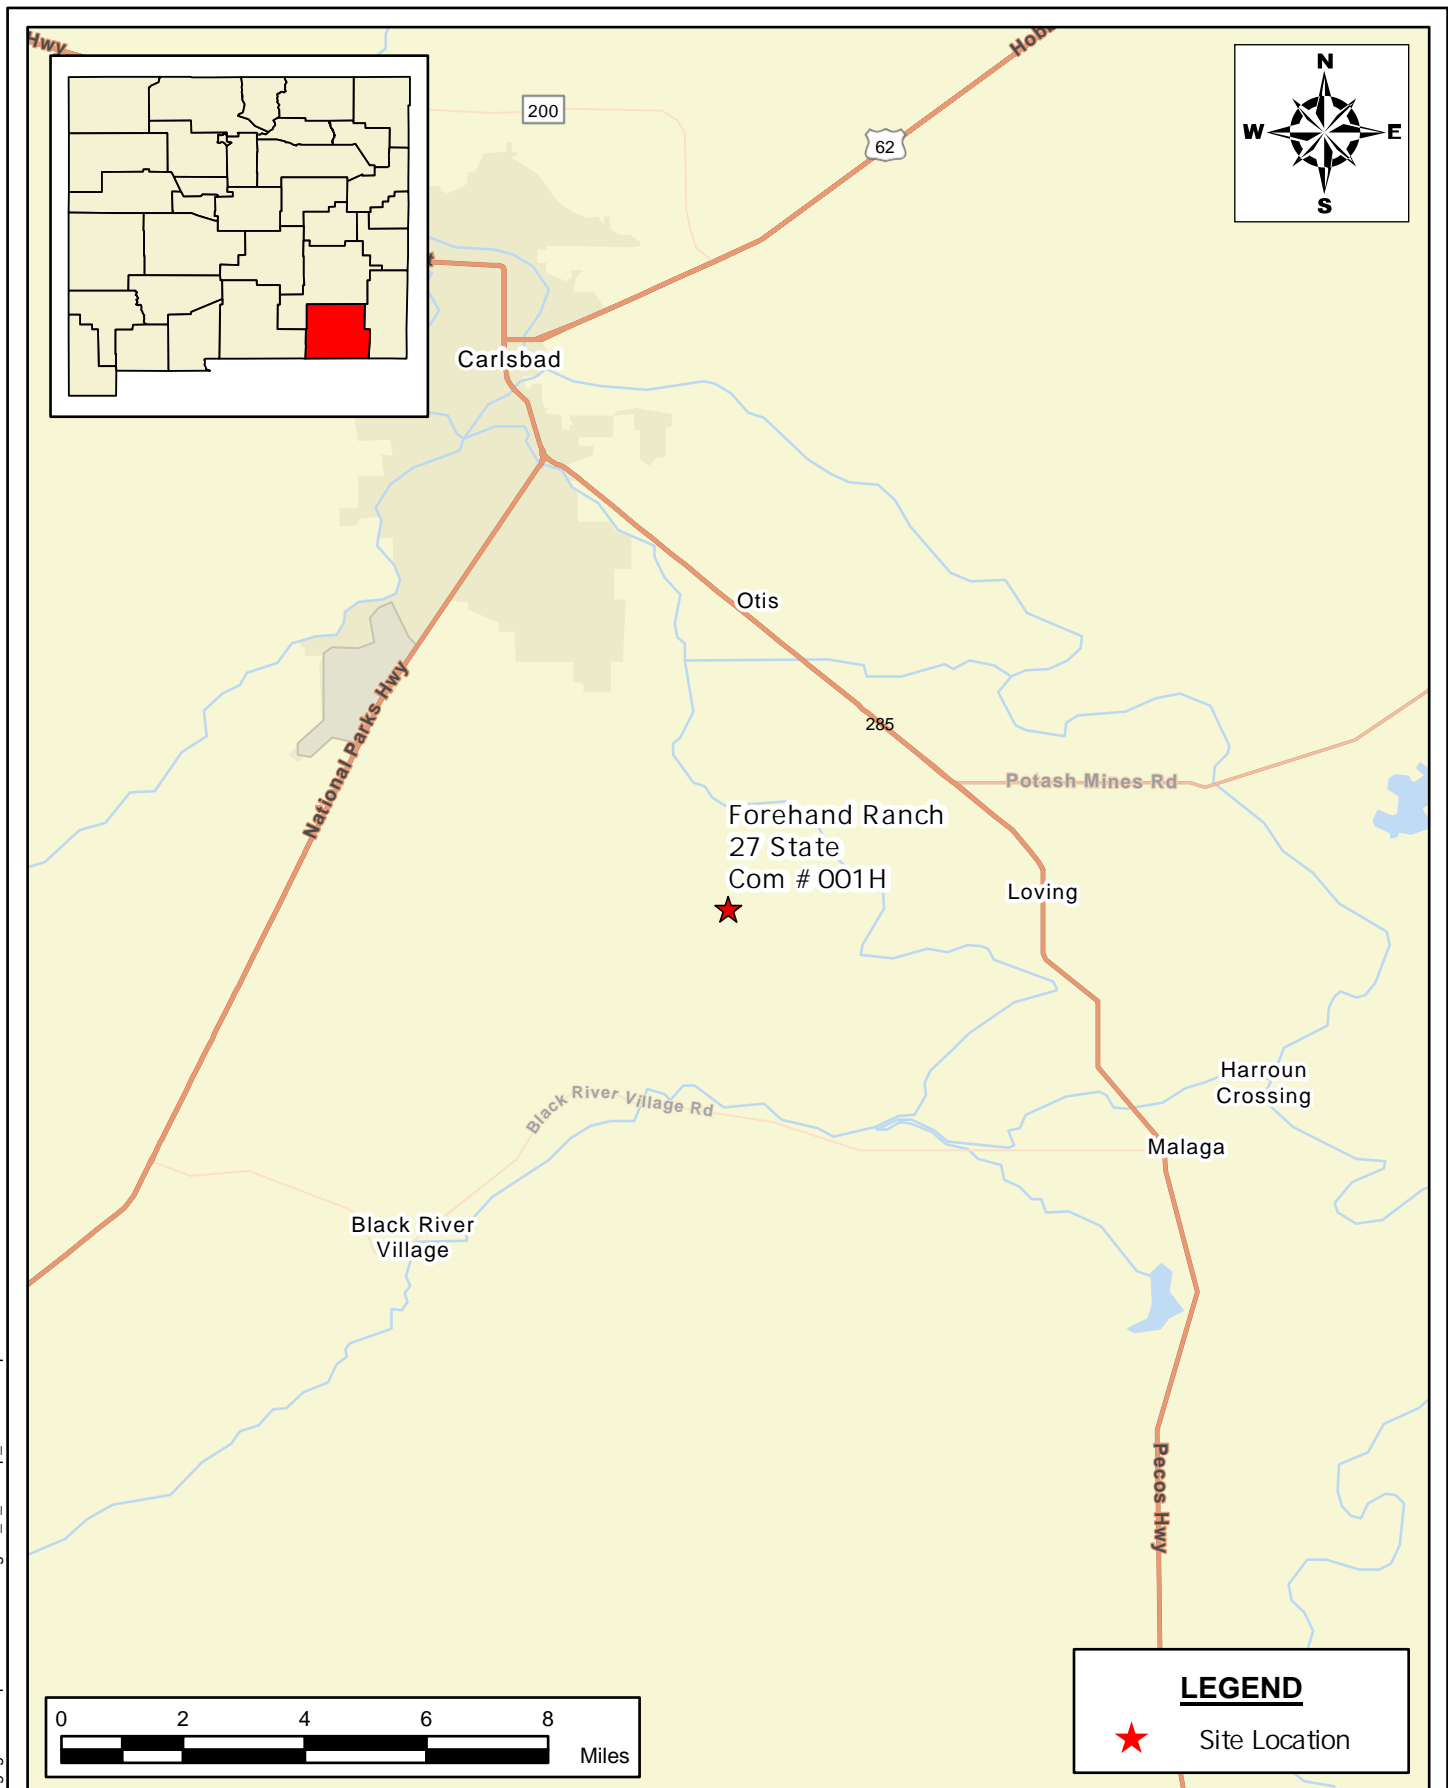 Hwy
Hob
N
W
E
S
200
62
Carlsbad
Otis
National Parks Hwy
285
Potash Mines Rd
Forehand Ranch
27 State
Com # 001H
Loving
Harroun
Crossing
Black River Village Rd
Malaga
Black River
Village
Pecos Hwy
LEGEND
Site Location
0 2 4 6 8
Miles